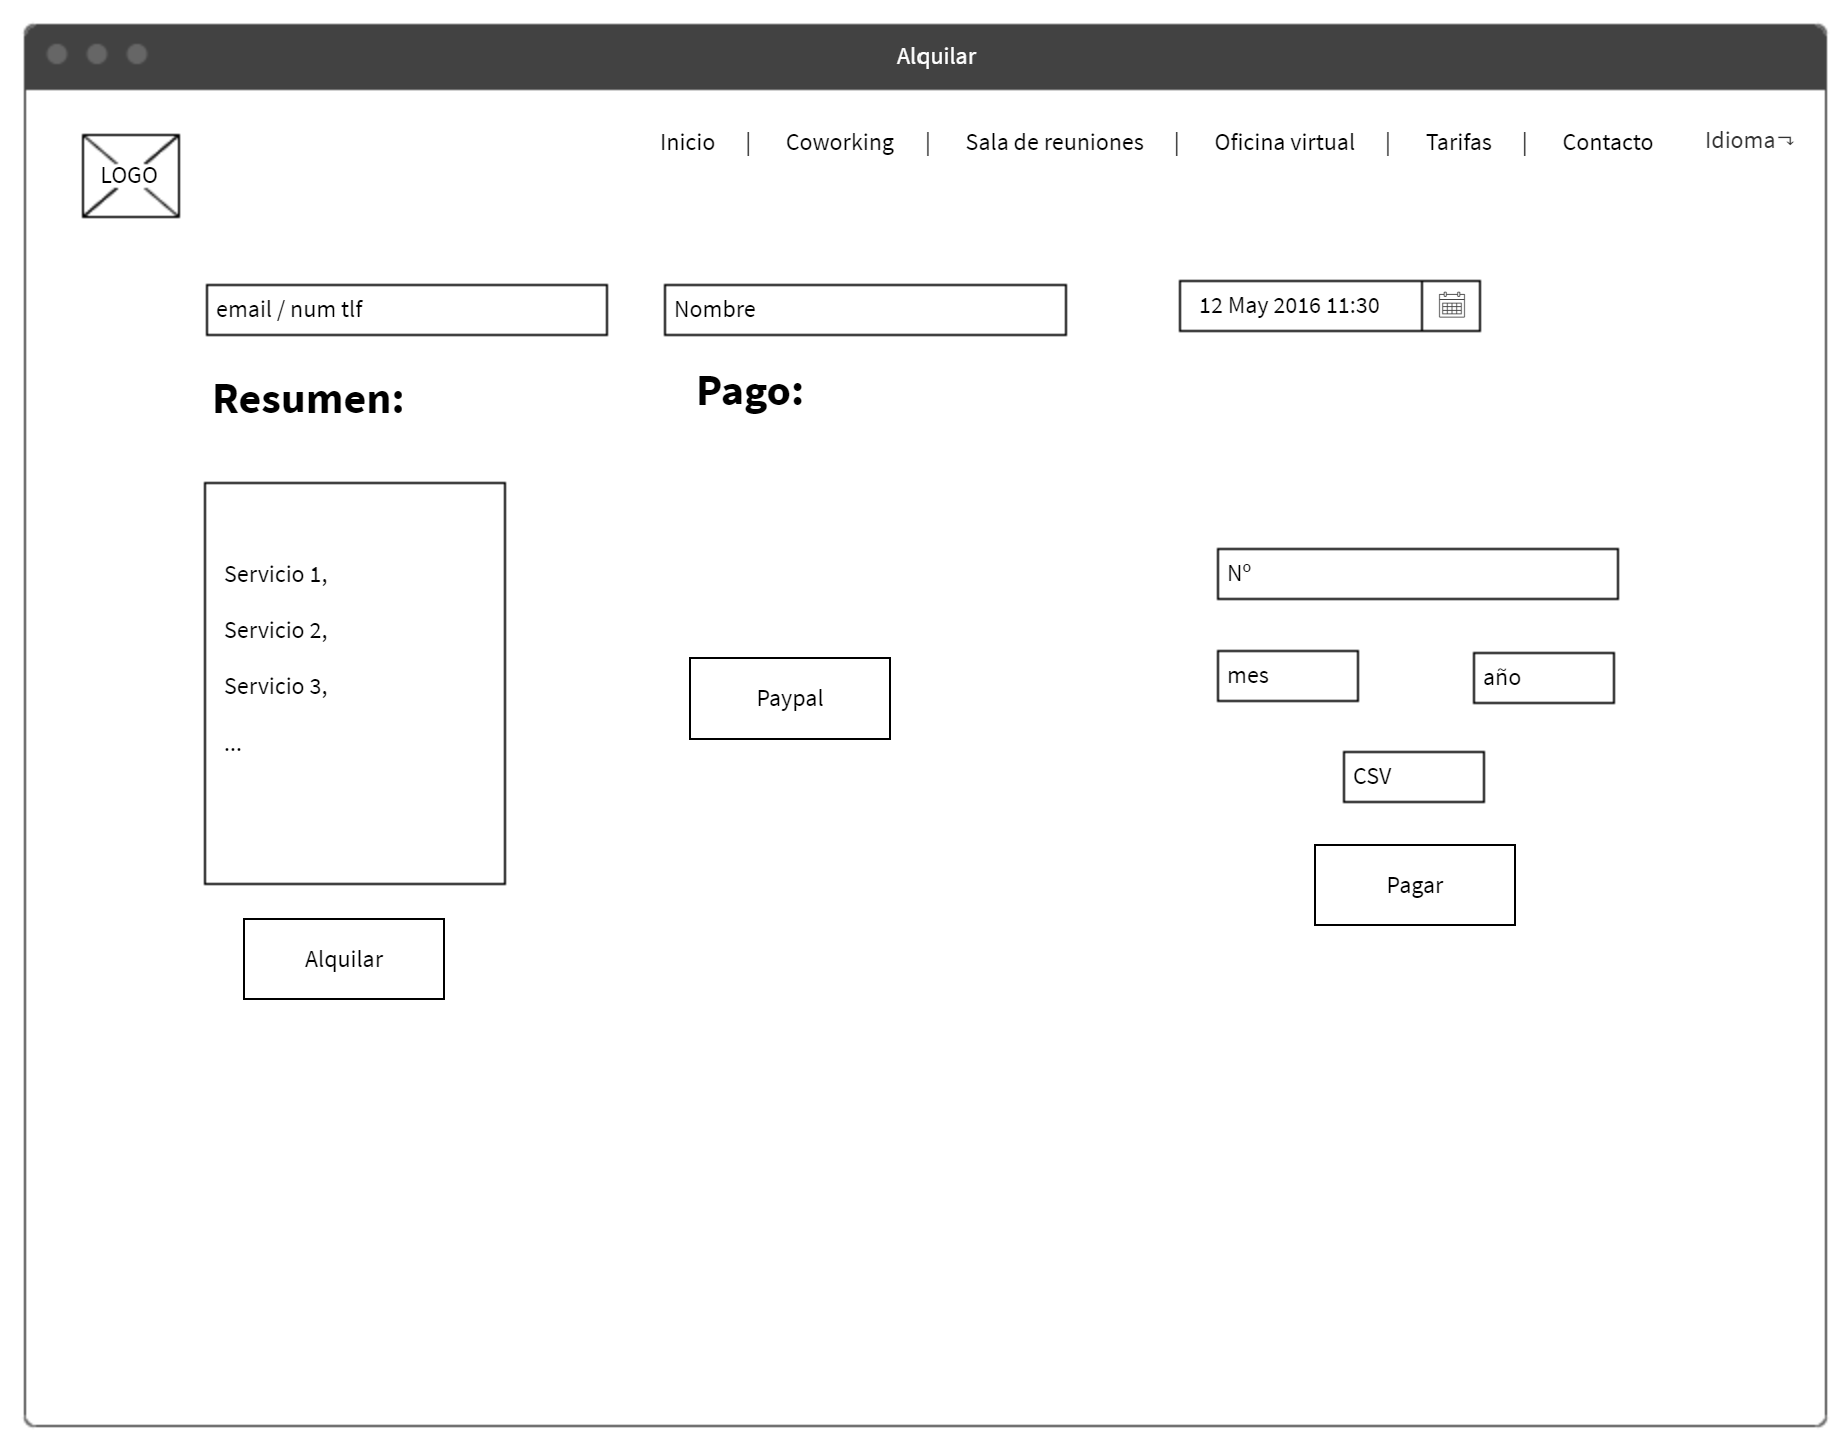 Alquilar
LOGO
Inicio | Coworking | Sala de reuniones | Oficina virtual | Tarifas | Contacto Idioma
email / num tlf
Nombre
12 May 2016 11:30
Resumen:
Pago:
Servicio 1,
Servicio 2,
Servicio 3,
...
Alquilar
Paypal
Nº
mes
año
CSV
Pagar